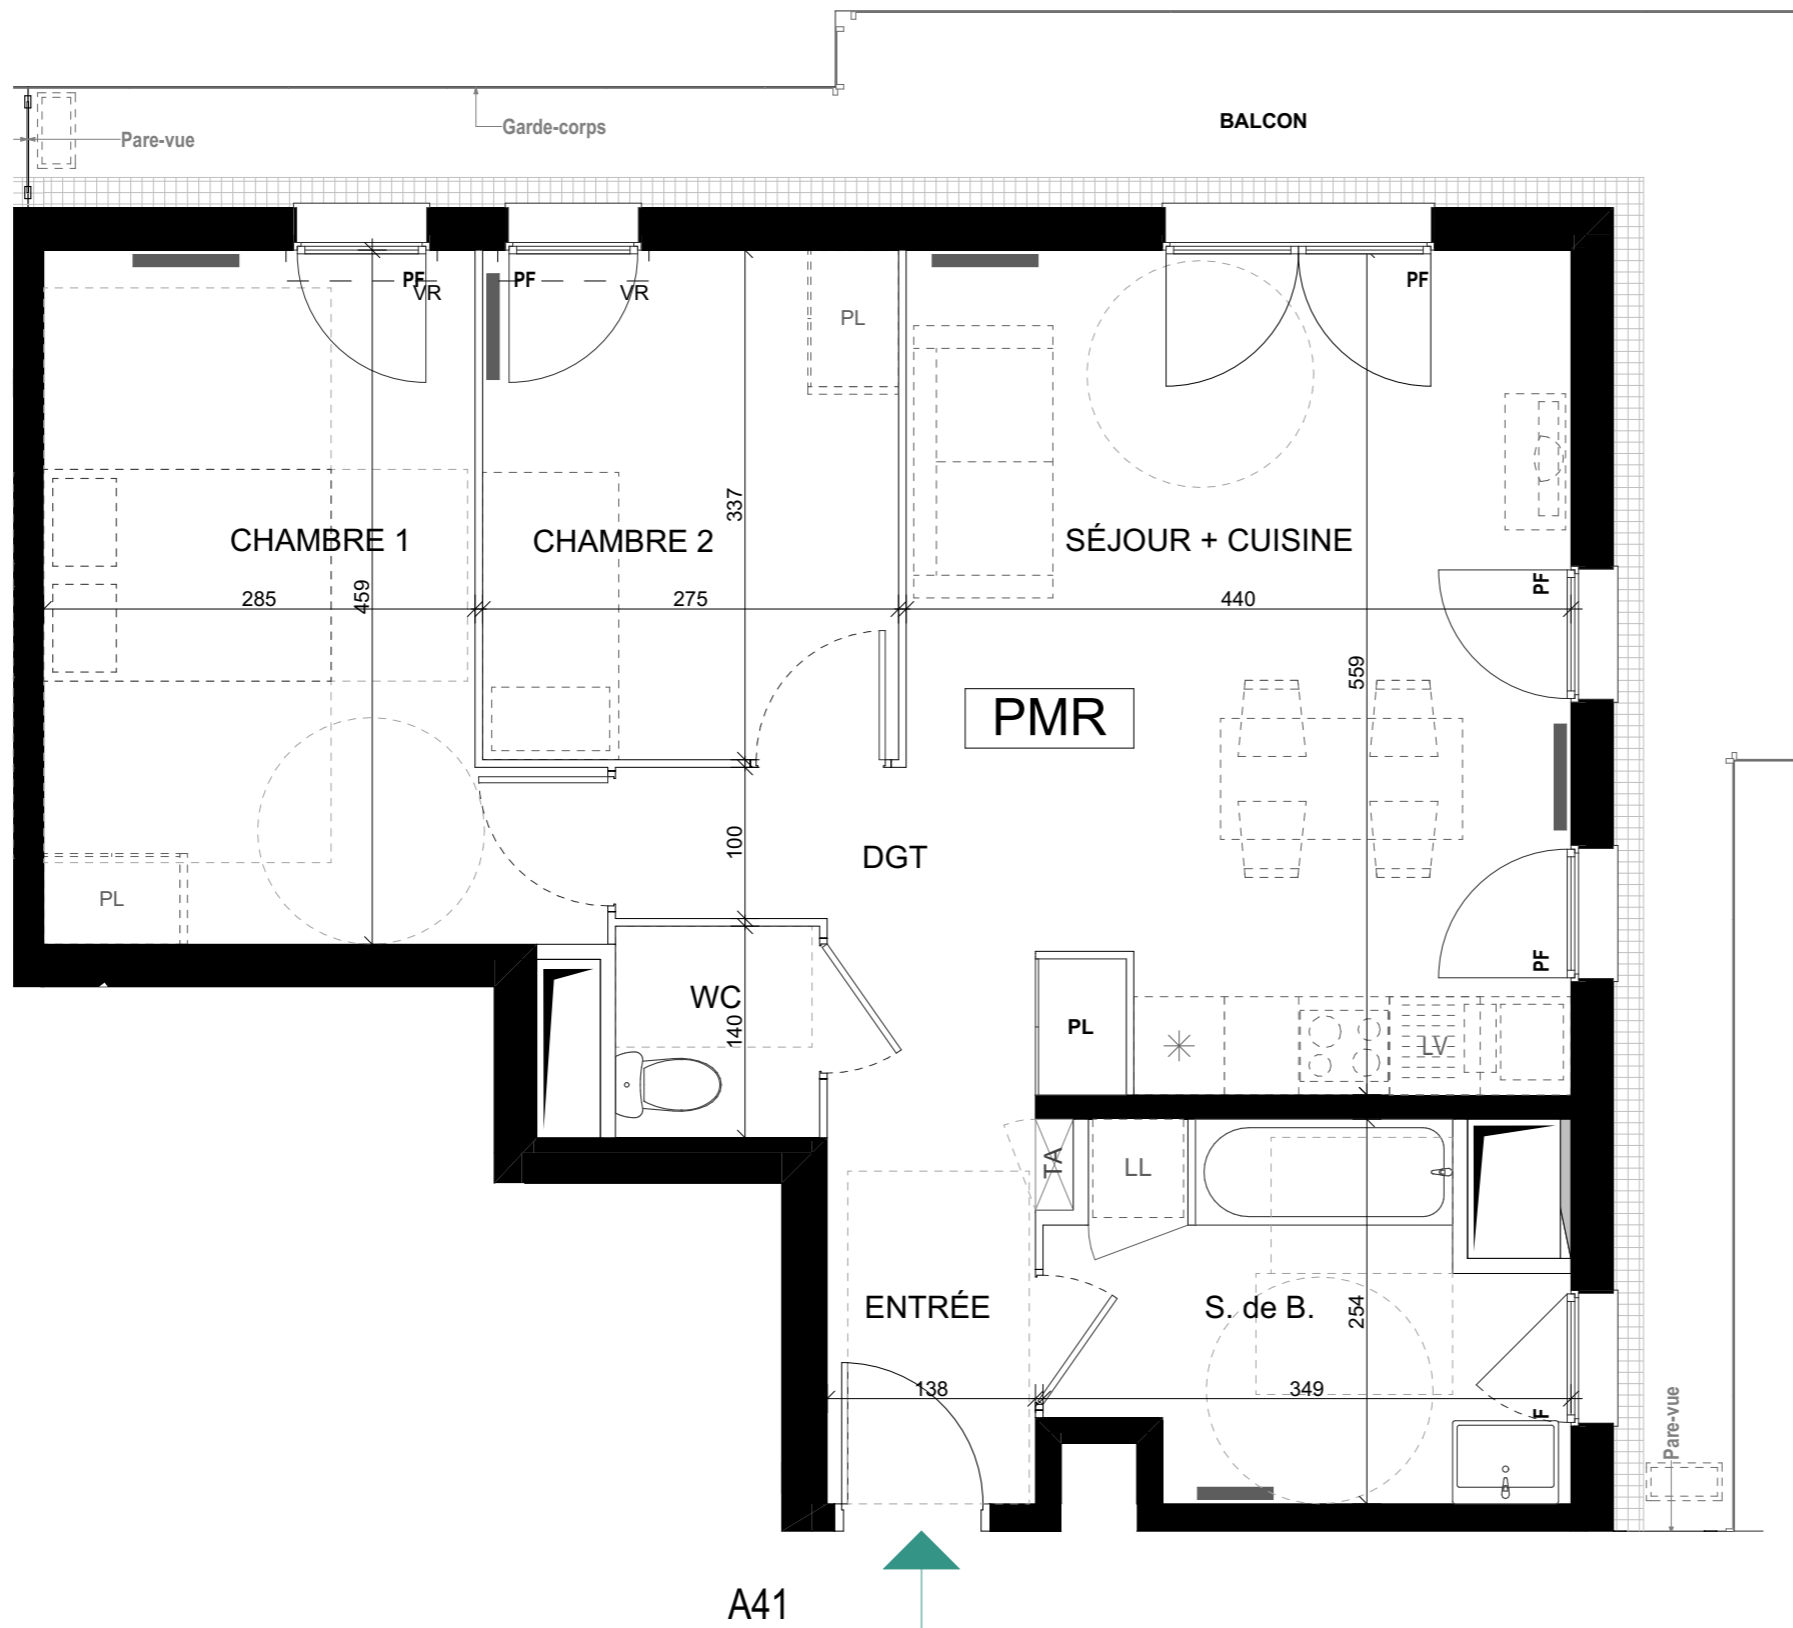 BALCON
Garde-corps
Pare-vue
PF
VR
PF
VR
PL
PF
CHAMBRE 1
CHAMBRE 2
SÉJOUR + CUISINE
337
459
285
275
440
PF
559
PMR
100
DGT
PL
PF
WC
140
PL
LV
TA
LL
ENTRÉE
S. de B.
254
138
349
F
Pare-vue
A41